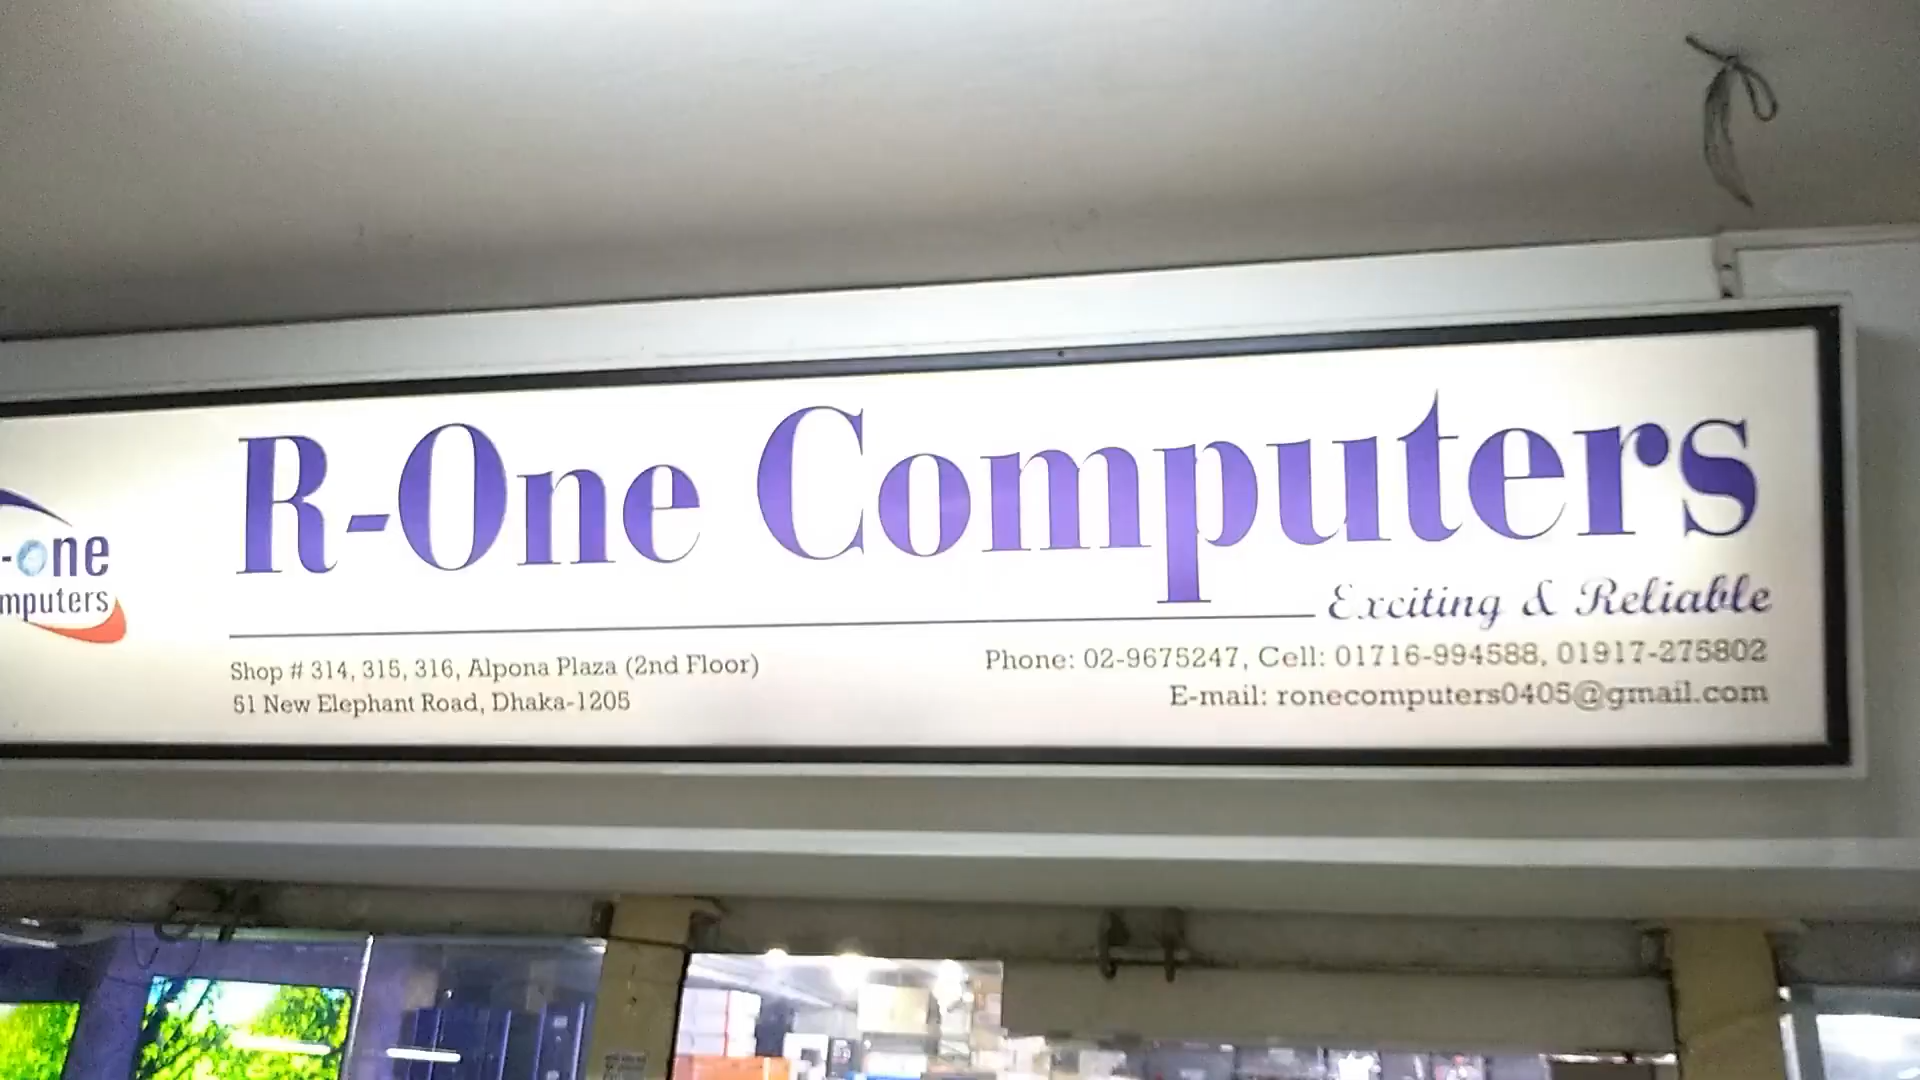 R-One Computers
-one
mputers
Exciting & Reliable
Shop # 314, 315, 316, Alpona Plaza (2nd Floor)
51 New Elephant Road, Dhaka-1205
Phone: 02-9675247, Cell: 01716-994588, 01917-275802
E-mail: ronecomputers0405@gmail.com